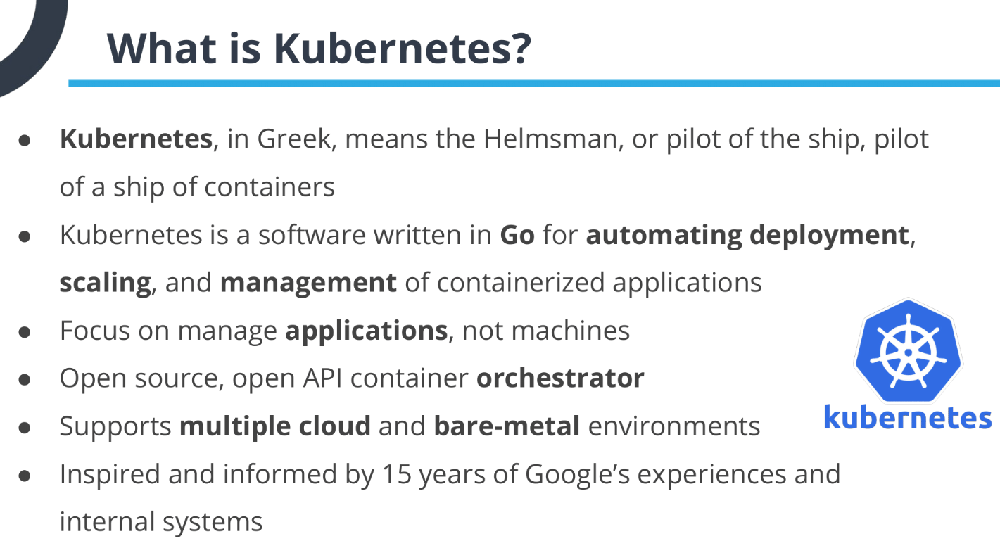 What is Kubernetes?
● Kubernetes, in Greek, means the Helmsman, or pilot of the ship, pilot
of a ship of containers
● Kubernetes is a software written in Go for automating deployment,
scaling, and management of containerized applications
● Focus on manage applications, not machines
● Open source, open API container orchestrator
● Supports multiple cloud and bare-metal environments
● Inspired and informed by 15 years of Google’s experiences and
internal systems
kubernetes